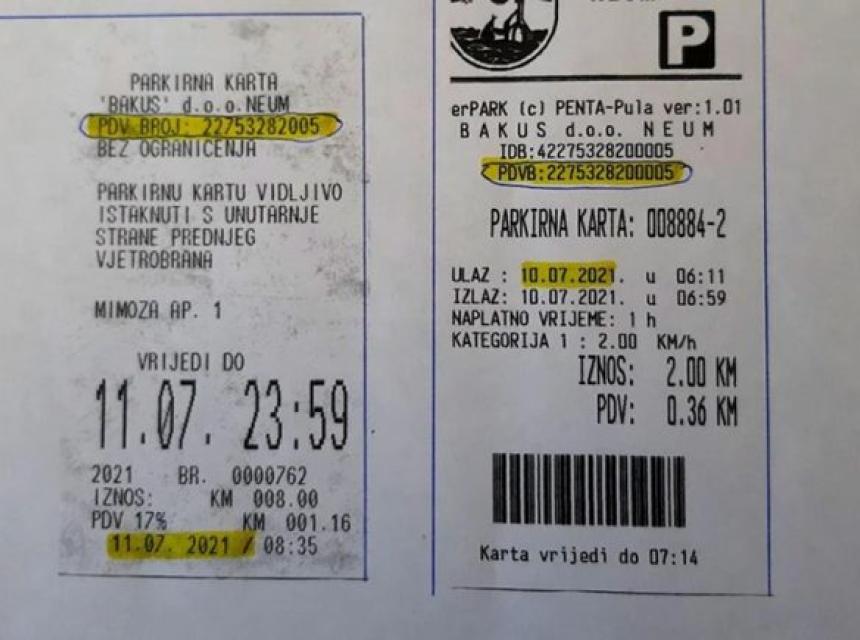 PARKIRNA KARTA
'BAKUS' d.o.o.NEUM
PDV BROJ: 22753282005
BEZ OGRANICENJA
PARKIRNU KARTU VIDLJIVO
ISTAKNUTI S UNUTARNJE
STRANE PREDNJEG
VJETROBRANA
MIMOZA AP. 1
VRIJEDI DO
11.07. 23:59
2021 BR. 0000762
IZNOS: KM 008.00
PDV 17% KM 001.16
11.07. 2021 / 08:35
P
erPARK (c) PENTA-Pula ver:1.01
BAKUS d.o.o. NEUM
IDB:42275328200005
PDVB:2275328200005
PARKIRNA KARTA: 008884-2
ULAZ : 10.07.2021. u 06:11
IZLAZ: 10.07.2021. u 06:59
NAPLATNO VRIJEME: 1 h
KATEGORIJA 1 : 2.00 KM/h
IZNOS: 2.00 KM
PDV: 0.36 KM
Karta vrijedi do 07:14